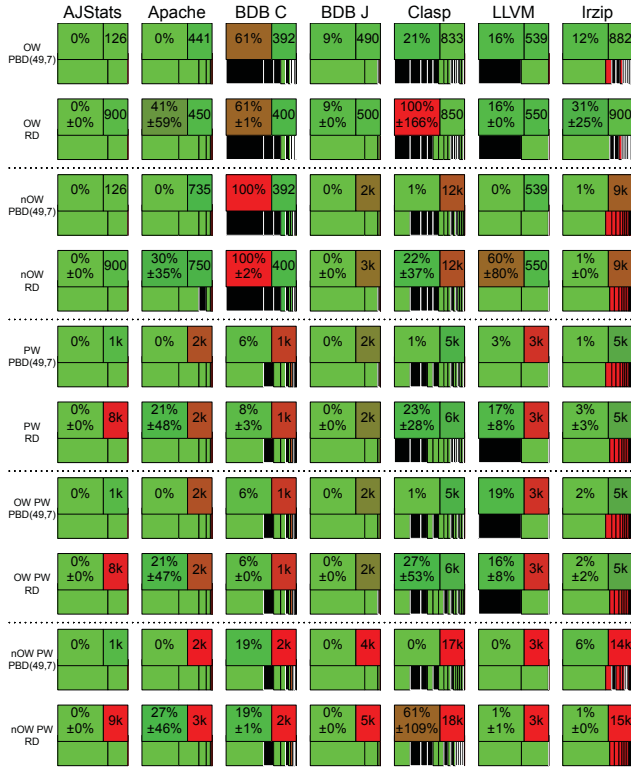 AJStats Apache BDB C BDB J Clasp LLVM lrzip
OW
PBD(49,7)
0% 126 0% 441 61% 392 9% 490 21% 833 16% 539 12% 882
OW
RD
0%
±0% 900 41%
±59% 450 61%
±1% 400 9%
±0% 500 100%
±166% 850 16%
±0% 550 31%
±25% 900
nOW
PBD(49,7)
0% 126 0% 735 100% 392 0% 2k 1% 12k 0% 539 1% 9k
nOW
RD
0%
±0% 900 30%
±35% 750 100%
±2% 400 0%
±0% 3k 22%
±37% 12k 60%
±80% 550 1%
±0% 9k
PW
PBD(49,7)
0% 1k 0% 2k 6% 1k 0% 2k 1% 5k 3% 3k 1% 5k
PW
RD
0%
±0% 8k 21%
±48% 2k 8%
±3% 1k 0%
±0% 2k 23%
±28% 6k 17%
±8% 3k 3%
±3% 5k
OW PW
PBD(49,7)
0% 1k 0% 2k 6% 1k 0% 2k 1% 5k 19% 3k 2% 5k
OW PW
RD
0%
±0% 8k 21%
±47% 2k 6%
±0% 1k 0%
±0% 2k 27%
±53% 6k 16%
±8% 3k 2%
±2% 5k
nOW PW
PBD(49,7)
0% 1k 0% 2k 19% 2k 0% 4k 0% 17k 0% 3k 6% 14k
nOW PW
RD
0%
±0% 9k 27%
±46% 3k 19%
±1% 2k 0%
±0% 5k 61%
±109% 18k 1%
±1% 3k 1%
±0% 15k